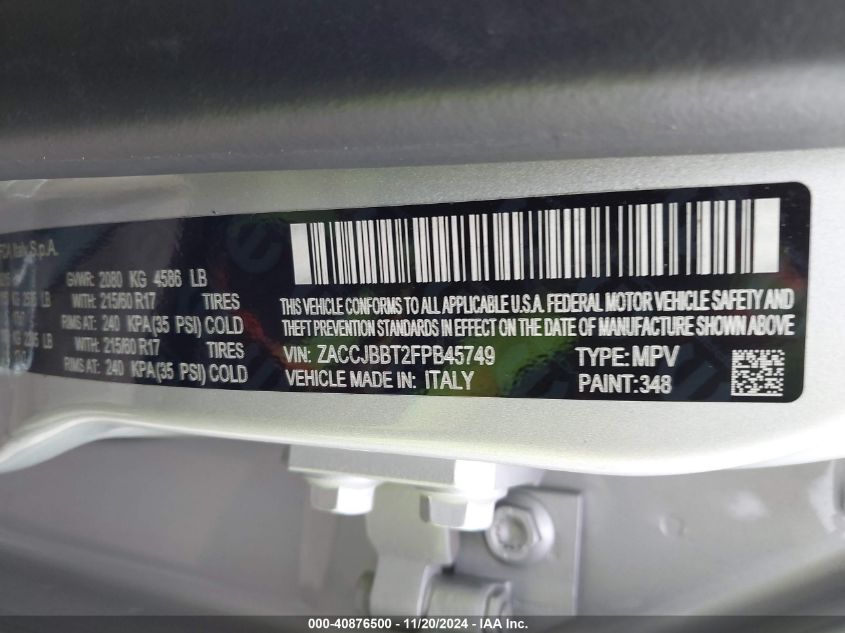 FCA Italy S.p.A.
GVWR: 2080 KG 4586 LB
WITH: 215/60 R17 TIRES
RIMS AT: 240 KPA(35 PSI) COLD
WITH: 215/60 R17 TIRES
RIMS AT: 240 KPA(35 PSI) COLD
THIS VEHICLE CONFORMS TO ALL APPLICABLE U.S.A. FEDERAL MOTOR VEHICLE SAFETY AND
THEFT PREVENTION STANDARDS IN EFFECT ON THE DATE OF MANUFACTURE SHOWN ABOVE
VIN: ZACCJBBT2FPB45749 TYPE: MPV
VEHICLE MADE IN: ITALY PAINT: 348
000-40876500 - 11/20/2024 - IAA Inc.